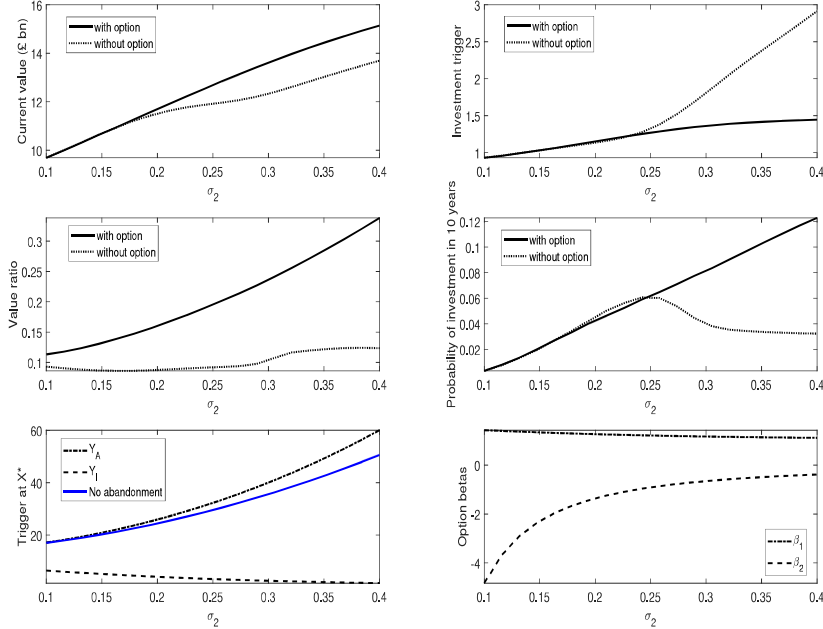 16
14
12
10
Current value (£ bn)
with option
without option
0.1 0.15 0.2 0.25 0.3 0.35 0.4
σ2
3
2.5
2
1.5
1
Investment trigger
with option
without option
0.1 0.15 0.2 0.25 0.3 0.35 0.4
σ2
0.3
0.25
0.2
0.15
0.1
Value ratio
with option
without option
0.1 0.15 0.2 0.25 0.3 0.35 0.4
σ2
0.12
0.1
0.08
0.06
0.04
0.02
Probability of investment in 10 years
with option
without option
0.1 0.15 0.2 0.25 0.3 0.35 0.4
σ2
60
40
20
Trigger at X*
YA
YI
No abandonment
0.1 0.15 0.2 0.25 0.3 0.35 0.4
σ2
0
-2
-4
Option betas
β1
β2
0.1 0.15 0.2 0.25 0.3 0.35 0.4
σ2